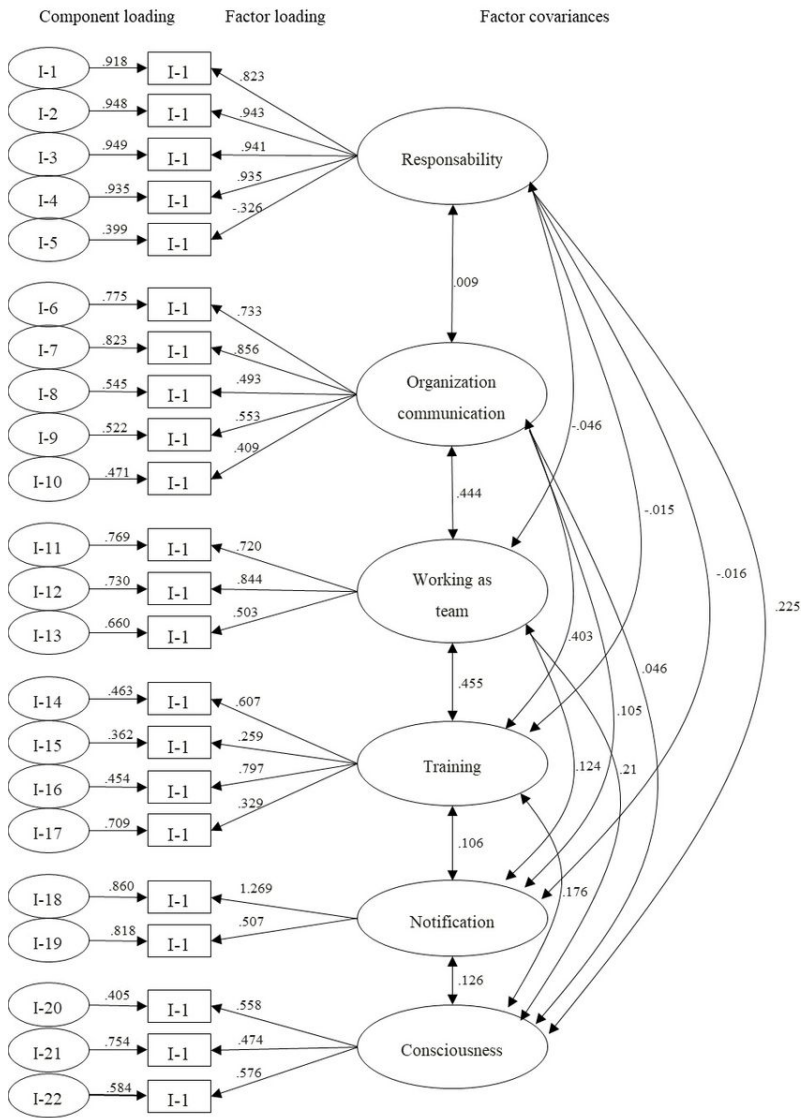 Component loading Factor loading Factor covariances
I-1 .918 I-1 .823
I-2 .948 I-1 .943
I-3 .949 I-1 .941
I-4 .935 I-1 .935
I-5 .399 I-1 -.326
Responsability
.009
I-6 .775 I-1 .733
I-7 .823 I-1 .856
I-8 .545 I-1 .493
I-9 .522 I-1 .553
I-10 .471 I-1 .409
Organization
communication
-.046
.444
-.015
-.016
.225
I-11 .769 I-1 .720
I-12 .730 I-1 .844
I-13 .660 I-1 .503
Working as
team
.403
.046
.455
.105
I-14 .463 I-1 .607
I-15 .362 I-1 .259
I-16 .454 I-1 .797
I-17 .709 I-1 .329
Training
.124
.21
.106
.176
I-18 .860 I-1 1.269
I-19 .818 I-1 .507
Notification
.126
I-20 .405 I-1 .558
I-21 .754 I-1 .474
I-22 .584 I-1 .576
Consciousness